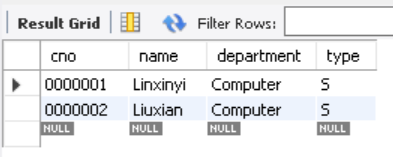 Result Grid Filter Rows:
cno name department type
0000001 Linxinyi Computer S
0000002 Liuxian Computer S
NULL NULL NULL NULL